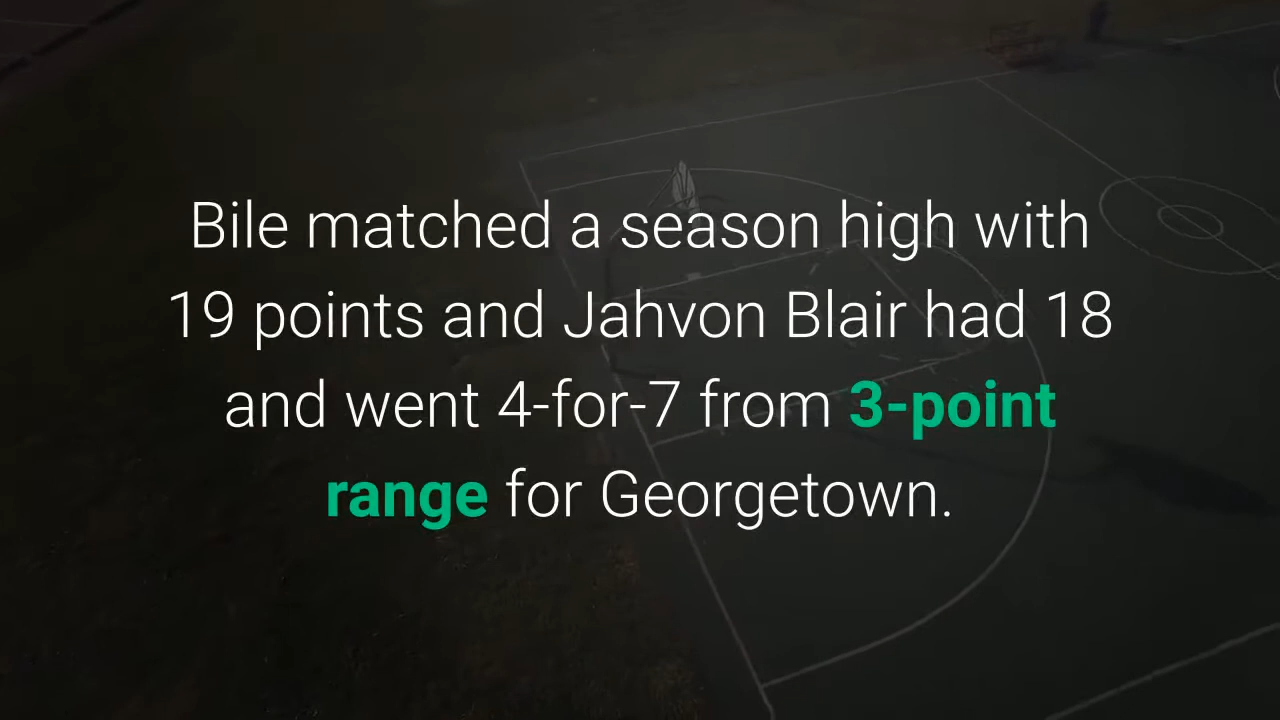 Bile matched a season high with
19 points and Jahvon Blair had 18
and went 4-for-7 from 3-point
range for Georgetown.